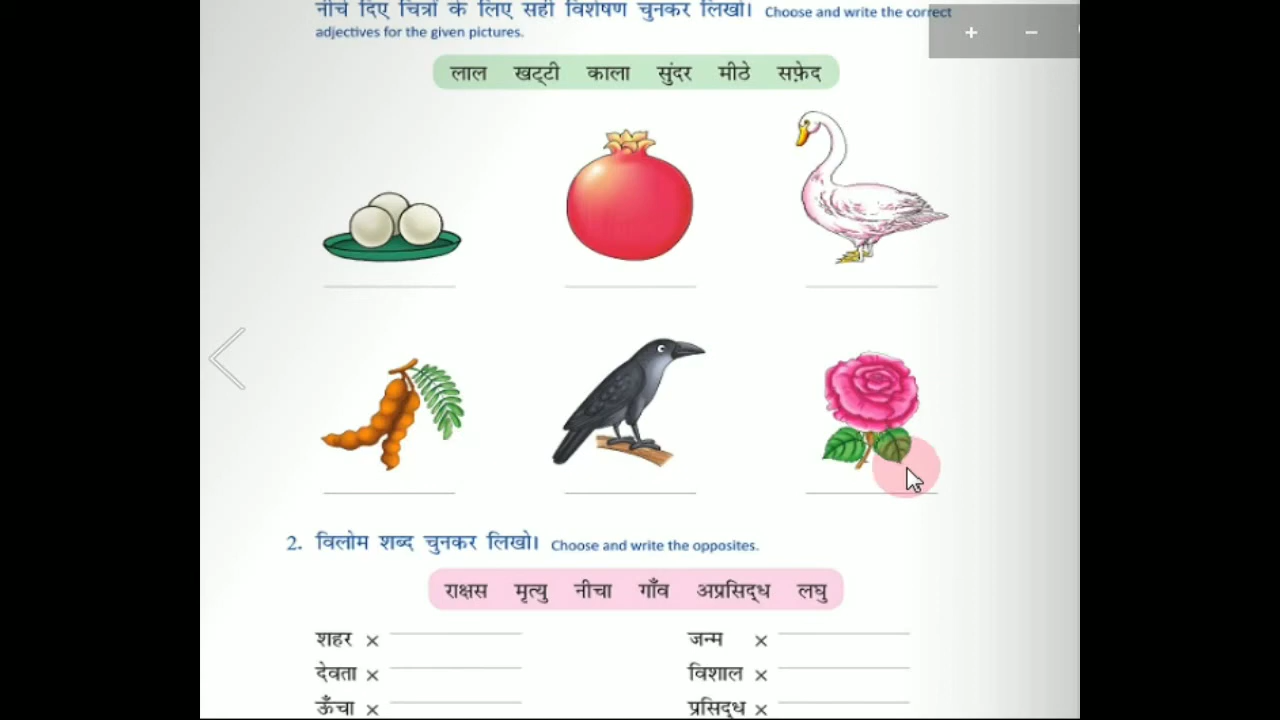 नीचे दिए चित्रों के लिए सही विशेषण चुनकर लिखो। Choose and write the correct
adjectives for the given pictures.
लाल खट्टी काला सुंदर मीठे सफ़ेद
2. विलोम शब्द चुनकर लिखो। Choose and write the opposites.
राक्षस मृत्यु नीचा गाँव अप्रसिद्ध लघु
शहर × जन्म ×
देवता × विशाल ×
ऊँचा × प्रसिद्ध ×